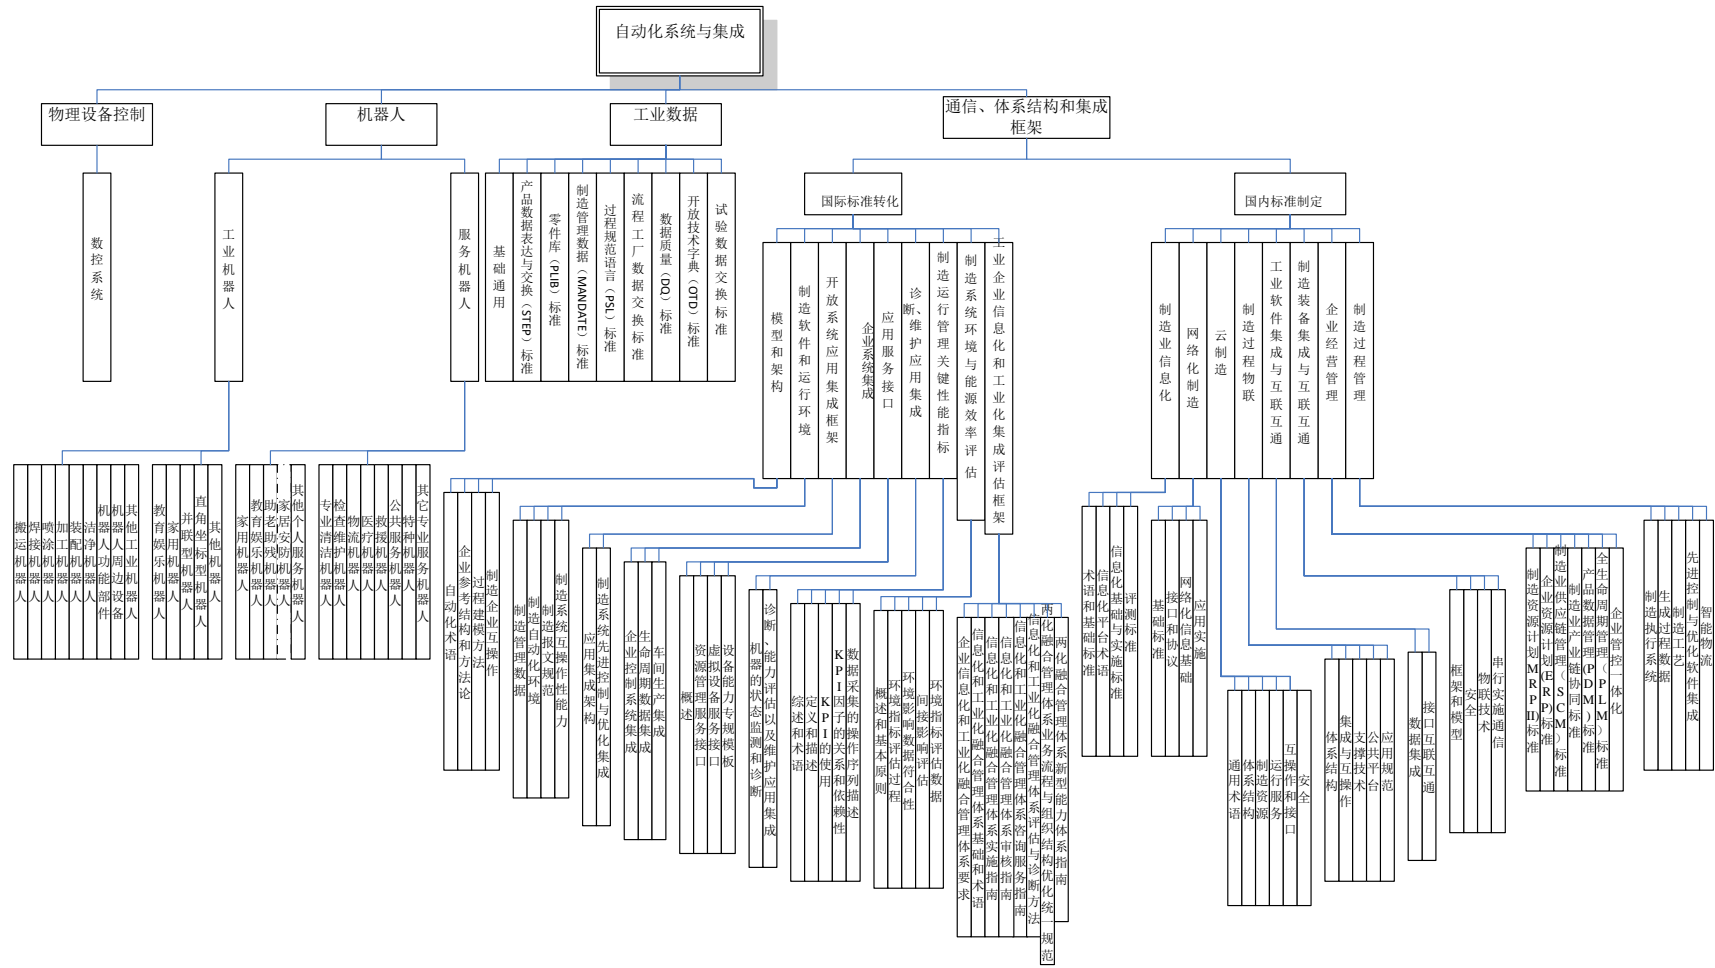 自动化系统与集成
物理设备控制
机器人
工业数据
通信、体系结构和集成
框架
国际标准转化
国内标准制定
数控系统
工业机器人
服务机器人
基础通用
产品数据表达与交换（STEP）标准
零件库（PLIB）标准
制造管理数据（MANDATE）标准
过程规范语言（PSL）标准
流程工厂数据交换标准
数据质量（DQ）标准
开放技术字典（OTD）标准
试验数据交换标准
模型和架构
制造软件和运行环境
开放系统应用集成框架
企业系统集成
应用服务接口
诊断、维护应用集成
制造运行管理关键性能指标
制造系统环境与能源效率评估
工业企业信息化和工业化集成评估框架
制造业信息化
网络化制造
云制造
制造过程物联
工业软件集成与互联互通
制造装备集成与互联互通
企业经营管理
制造过程管理
搬运机器人
焊接机器人
喷涂机器人
加工机器人
装配机器人
洁净机器人
机器人功能部件
机器人周边设备
其他工业机器人
教育娱乐机器人
家用机器人
并联型机器人
直角坐标型机器人
其他机器人
家用机器人
教育娱乐机器人
助老助残机器人
家居安防机器人
其他个人服务机器人
专业清洁机器人
检查维护机器人
物流机器人
医疗机器人
救援机器人
公共服务机器人
特种机器人
其它专业服务机器人
自动化术语
企业参考结构和方法论
过程建模方法
制造企业互操作
制造管理数据
制造自动化环境
制造报文规范
制造系统互操作性能力
应用集成架构
制造系统先进控制与优化集成
企业控制系统集成
生命周期数据集成
车间生产集成
概述
资源管理服务接口
虚拟设备服务接口
设备能力专规模板
机器的状态监测和诊断
诊断、能力评估以及维护应用集成
综述和术语
定义和描述
KPI的使用
KPI因子的关系和依赖性
数据采集的操作序列描述
概述和基本原则
环境指标评估过程
环境影响数据符合性
间接影响评估
环境指标评估数据
企业信息化和工业化融合管理体系要求
信息化和工业化融合管理体系基础和术语
信息化和工业化融合管理体系实施指南
信息化和工业化融合管理体系审核指南
信息化和工业化融合管理体系咨询服务指南
信息化和工业化融合管理体系评估与诊断方法
两化融合管理体系业务流程与组织结构优化统一规范
两化融合管理体系新型能力体系指南
术语和基础标准
信息化平台术语
信息化基础与实施标准
评测标准
基础标准
接口和协议
网络化信息基础
应用实施
通用术语
体系结构
制造资源
运行服务
互操作和接口
安全
体系结构
集成与互操作
支撑技术
公共平台
应用规范
数据集成
接口互联互通
框架和模型
安全
物联技术
串行实施通信
制造资源计划(MRPII)标准
企业资源计划(ERP)标准
制造业供应链管理（SCM）标准
制造业产业链协同标准
产品数据管理(PDM)标准
全生命周期管理（PLM）标准
企业管控一体化
制造执行系统
生成过程数据
制造工艺
先进控制与优化软件集成
智能物流